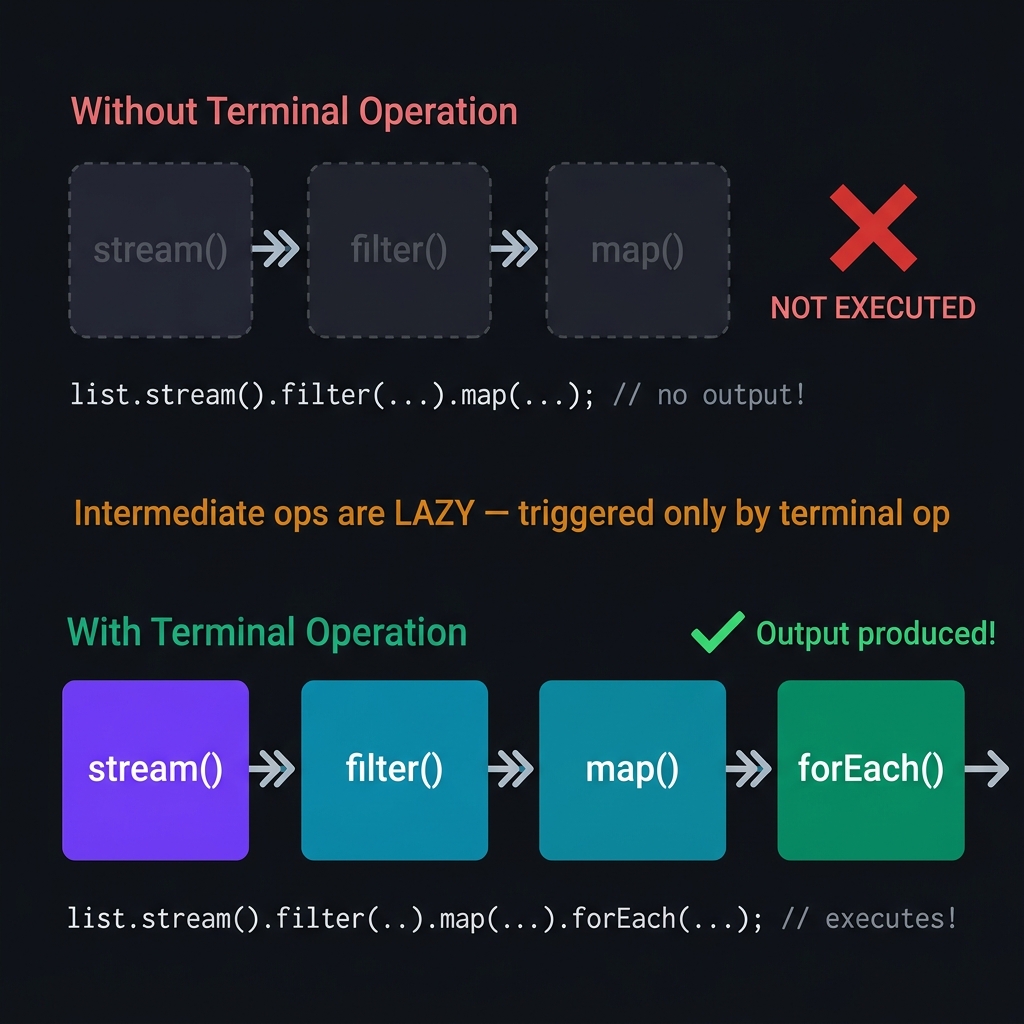 Without Terminal Operation
stream()
filter()
map()
NOT EXECUTED
list.stream().filter(...).map(...); // no output!
Intermediate ops are LAZY — triggered only by terminal op
With Terminal Operation
Output produced!
stream()
filter()
map()
forEach()
list.stream().filter(..).map(...).forEach(...); // executes!